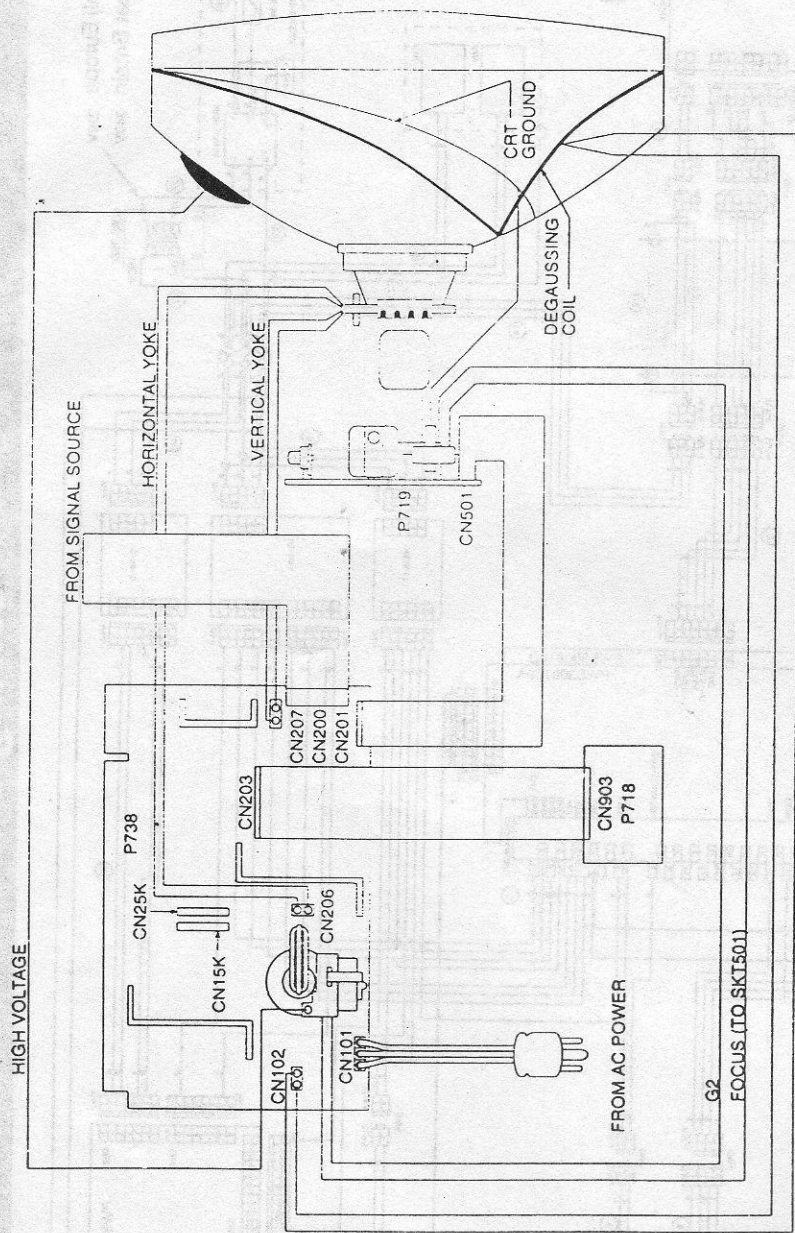 HIGH VOLTAGE
FROM SIGNAL SOURCE
HORIZONTAL YOKE
VERTICAL YOKE
CRT
GROUND
DEGAUSSING
COIL
P738
CN25K
CN15K
CN203
CN207
CN200
CN201
CN206
CN102
CN101
P719
CN501
CN903
P718
FROM AC POWER
G2
FOCUS (TO SKT501)